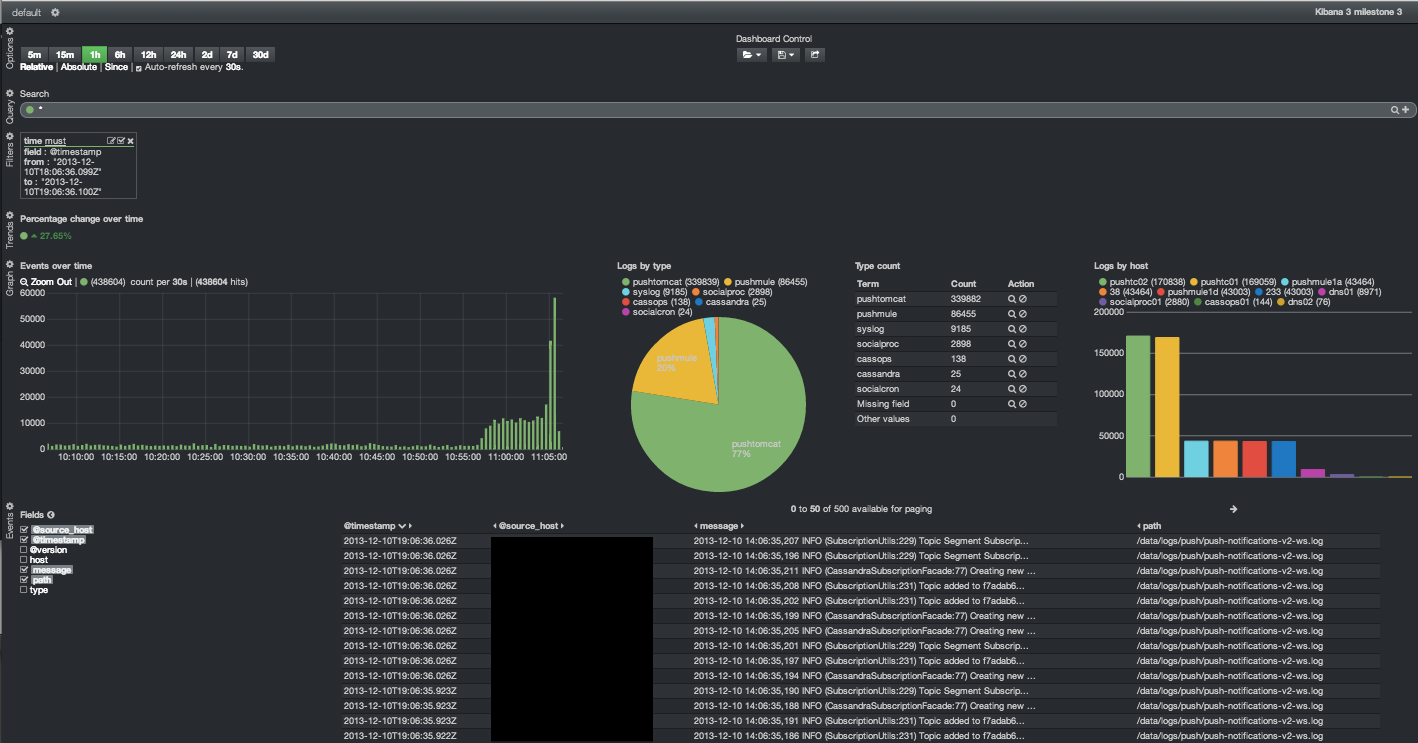 default
Kibana 3 milestone 3
Options
Dashboard Control
5m 15m 1h 6h 12h 24h 2d 7d 30d
Relative | Absolute | Since | Auto-refresh every 30s.
Query
Search
*
Filters
time must
field : @timestamp
from : "2013-12-
10T18:06:36.099Z"
to : "2013-12-
10T19:06:36.100Z"
Trends
Percentage change over time
27.65%
Graph
Events over time
Zoom Out | (438604) count per 30s | (438604 hits)
60000
50000
40000
30000
20000
10000
0
10:10:00 10:15:00 10:20:00 10:25:00 10:30:00 10:35:00 10:40:00 10:45:00 10:50:00 10:55:00 11:00:00 11:05:00
Logs by type
pushtomcat (339839) pushmule (86455)
syslog (9185) socialproc (2898)
cassops (138) cassandra (25)
socialcron (24)
pushmule
20%
pushtomcat
77%
Type count
Term Count Action
pushtomcat 339882
pushmule 86455
syslog 9185
socialproc 2898
cassops 138
cassandra 25
socialcron 24
Missing field 0
Other values 0
Logs by host
pushtc02 (170838) pushtc01 (169059) pushmule1a (43464)
38 (43464) pushmule1d (43003) 233 (43003) dns01 (8971)
socialproc01 (2880) cassops01 (144) dns02 (76)
200000
150000
100000
50000
0
Events
Fields
@source_host
@timestamp
@version
host
message
path
type
0 to 50 of 500 available for paging
@timestamp @source_host message path
2013-12-10T19:06:36.026Z 2013-12-10 14:06:35,207 INFO (SubscriptionUtils:229) Topic Segment Subscrip... /data/logs/push/push-notifications-v2-ws.log
2013-12-10T19:06:36.026Z 2013-12-10 14:06:35,196 INFO (SubscriptionUtils:229) Topic Segment Subscrip... /data/logs/push/push-notifications-v2-ws.log
2013-12-10T19:06:36.026Z 2013-12-10 14:06:35,211 INFO (CassandraSubscriptionFacade:77) Creating new ... /data/logs/push/push-notifications-v2-ws.log
2013-12-10T19:06:36.026Z 2013-12-10 14:06:35,208 INFO (SubscriptionUtils:231) Topic added to f7adab6... /data/logs/push/push-notifications-v2-ws.log
2013-12-10T19:06:36.026Z 2013-12-10 14:06:35,202 INFO (SubscriptionUtils:231) Topic added to f7adab6... /data/logs/push/push-notifications-v2-ws.log
2013-12-10T19:06:36.026Z 2013-12-10 14:06:35,199 INFO (CassandraSubscriptionFacade:77) Creating new ... /data/logs/push/push-notifications-v2-ws.log
2013-12-10T19:06:36.026Z 2013-12-10 14:06:35,205 INFO (CassandraSubscriptionFacade:77) Creating new ... /data/logs/push/push-notifications-v2-ws.log
2013-12-10T19:06:36.026Z 2013-12-10 14:06:35,201 INFO (SubscriptionUtils:229) Topic Segment Subscrip... /data/logs/push/push-notifications-v2-ws.log
2013-12-10T19:06:36.026Z 2013-12-10 14:06:35,197 INFO (SubscriptionUtils:231) Topic added to f7adab6... /data/logs/push/push-notifications-v2-ws.log
2013-12-10T19:06:36.026Z 2013-12-10 14:06:35,194 INFO (CassandraSubscriptionFacade:77) Creating new ... /data/logs/push/push-notifications-v2-ws.log
2013-12-10T19:06:35.923Z 2013-12-10 14:06:35,190 INFO (SubscriptionUtils:229) Topic Segment Subscrip... /data/logs/push/push-notifications-v2-ws.log
2013-12-10T19:06:35.923Z 2013-12-10 14:06:35,188 INFO (CassandraSubscriptionFacade:77) Creating new ... /data/logs/push/push-notifications-v2-ws.log
2013-12-10T19:06:35.923Z 2013-12-10 14:06:35,191 INFO (SubscriptionUtils:231) Topic added to f7adab6... /data/logs/push/push-notifications-v2-ws.log
2013-12-10T19:06:35.922Z 2013-12-10 14:06:35,186 INFO (SubscriptionUtils:231) Topic added to f7adab6... /data/logs/push/push-notifications-v2-ws.log